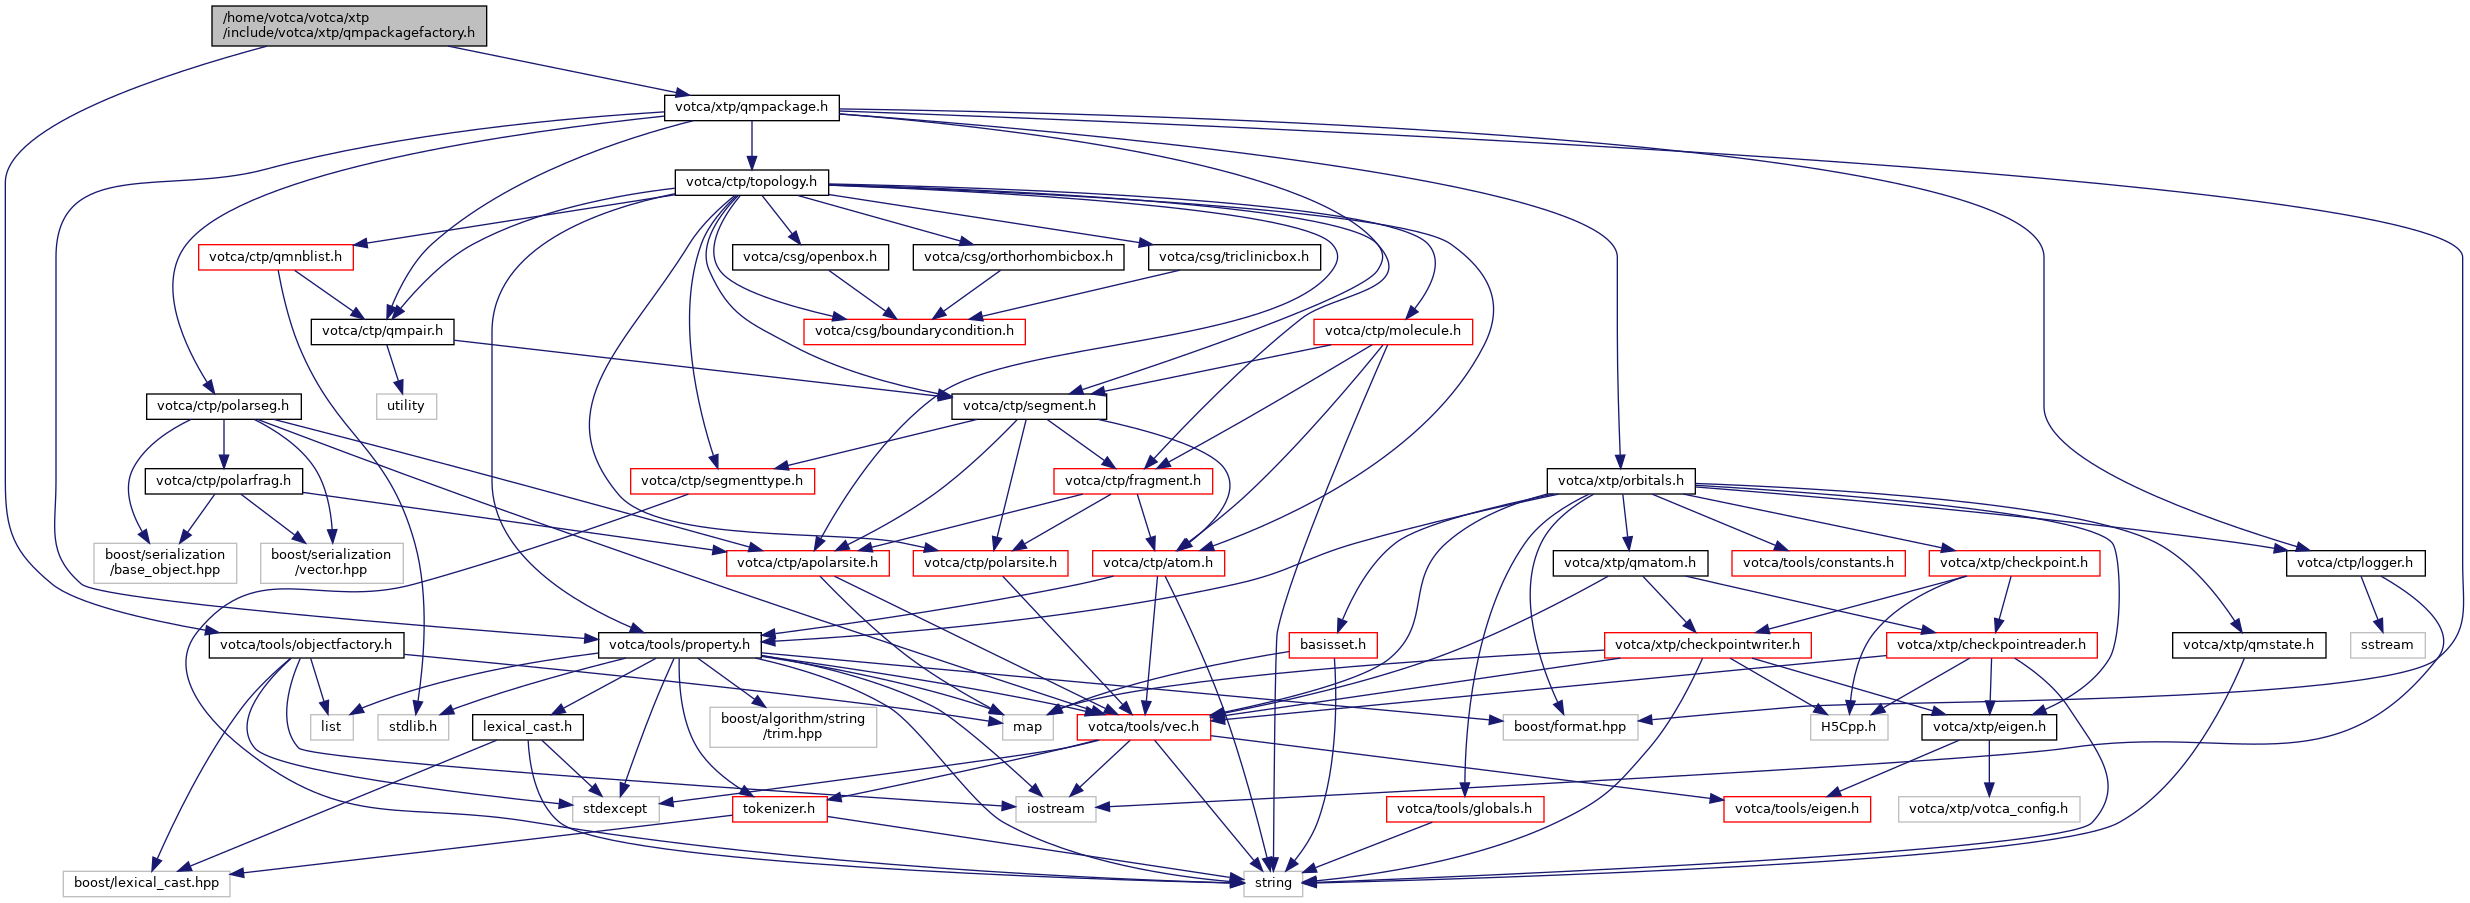 /home/votca/votca/xtp
/include/votca/xtp/qmpackagefactory.h
votca/xtp/qmpackage.h
votca/ctp/topology.h
votca/ctp/qmnblist.h
votca/csg/openbox.h
votca/csg/orthorhombicbox.h
votca/csg/triclinicbox.h
votca/ctp/qmpair.h
votca/csg/boundarycondition.h
votca/ctp/molecule.h
votca/ctp/polarseg.h
utility
votca/ctp/segment.h
votca/ctp/polarfrag.h
votca/ctp/segmenttype.h
votca/ctp/fragment.h
votca/xtp/orbitals.h
boost/serialization
/base_object.hpp
boost/serialization
/vector.hpp
votca/ctp/apolarsite.h
votca/ctp/polarsite.h
votca/ctp/atom.h
votca/xtp/qmatom.h
votca/tools/constants.h
votca/xtp/checkpoint.h
votca/ctp/logger.h
votca/tools/objectfactory.h
votca/tools/property.h
basisset.h
votca/xtp/checkpointwriter.h
votca/xtp/checkpointreader.h
votca/xtp/qmstate.h
sstream
list
stdlib.h
lexical_cast.h
boost/algorithm/string
/trim.hpp
map
votca/tools/vec.h
boost/format.hpp
H5Cpp.h
votca/xtp/eigen.h
stdexcept
tokenizer.h
iostream
votca/tools/globals.h
votca/tools/eigen.h
votca/xtp/votca_config.h
boost/lexical_cast.hpp
string